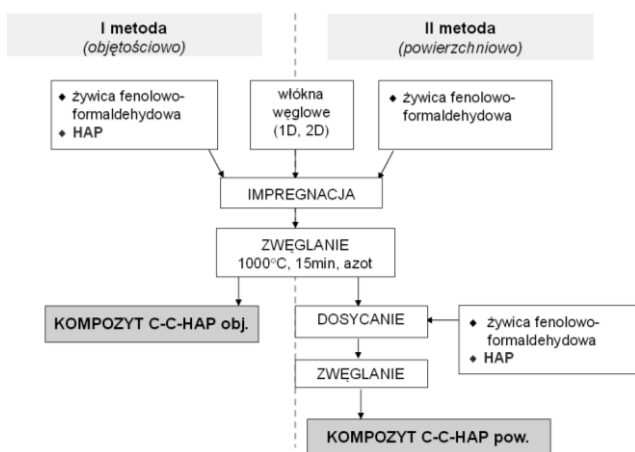 I metoda
(objętościowo)
II metoda
(powierzchniowo)
◆ żywica fenolowo-
formaldehydowa
◆ HAP
włókna
węglowe
(1D, 2D)
◆ żywica fenolowo-
formaldehydowa
IMPREGNACJA
ZWĘGLANIE
1000°C, 15min, azot
KOMPOZYT C-C-HAP obj.
DOSYCANIE
◆ żywica fenolowo-
formaldehydowa
◆ HAP
ZWĘGLANIE
KOMPOZYT C-C-HAP pow.